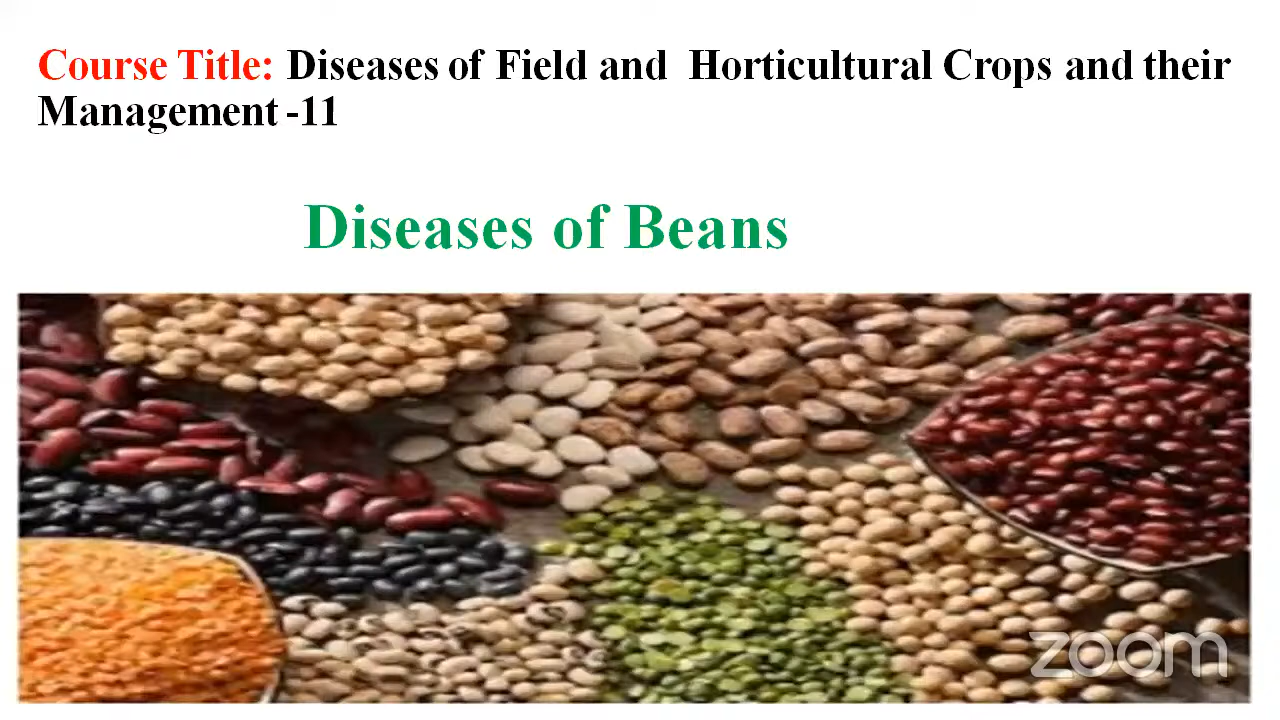 Course Title: Diseases of Field and Horticultural Crops and their
Management -11
Diseases of Beans
zoom